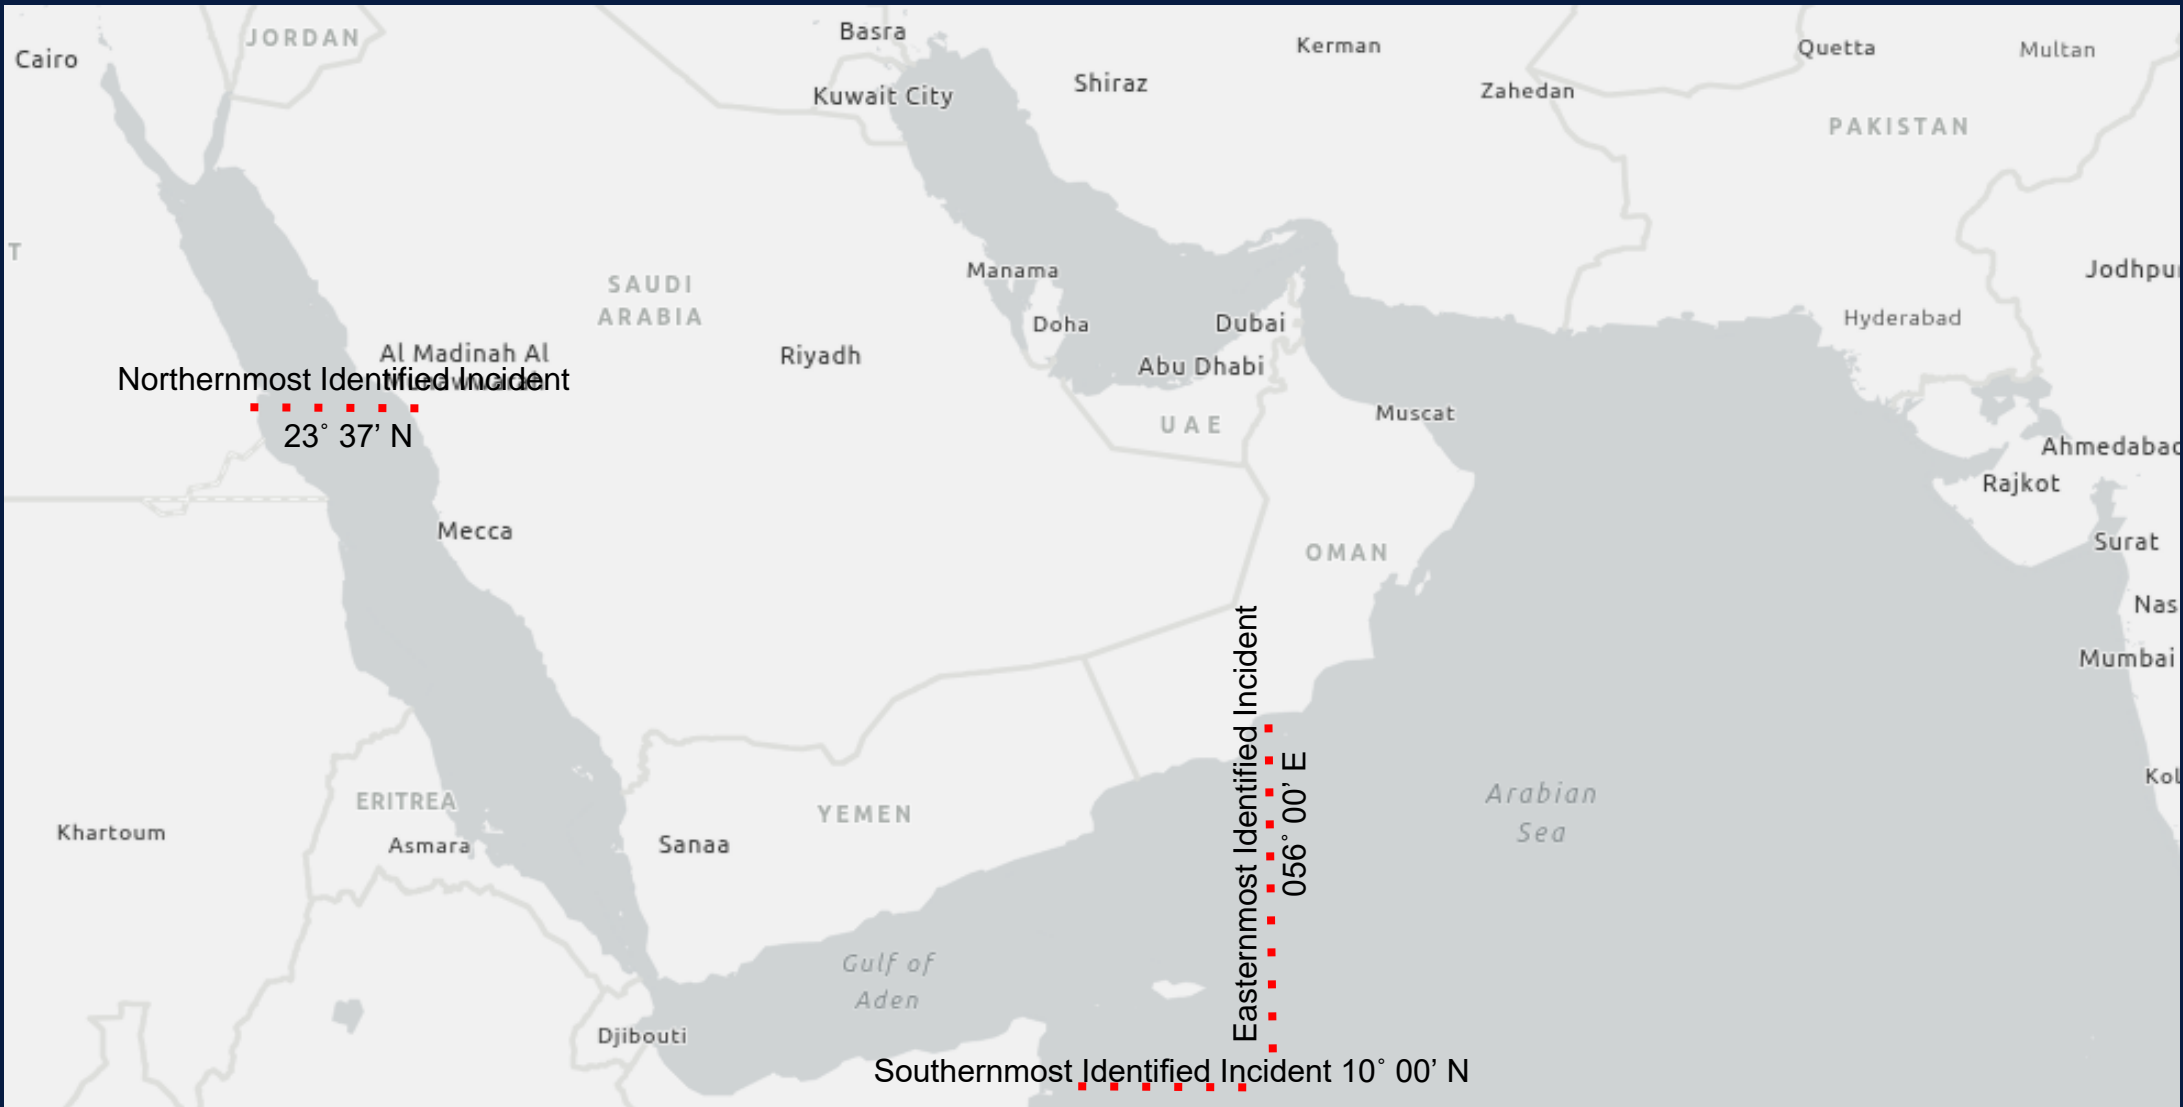 JORDAN
Basra
Kerman
Quetta
Multan
Cairo
Shiraz
Zahedan
Kuwait City
PAKISTAN
T
Manama
Jodhpu
SAUDI
ARABIA
Doha
Dubai
Hyderabad
Al Madinah Al
Riyadh
Abu Dhabi
Northernmost Identified Incident
23° 37’ N
UAE
Muscat
Ahmedabad
Rajkot
Mecca
Surat
OMAN
Nas
Mumbai
Easternmost Identified Incident
056° 00’ E
Kol
Arabian
Sea
ERITREA
YEMEN
Khartoum
Asmara
Sanaa
Gulf of
Aden
Djibouti
Southernmost Identified Incident 10° 00’ N